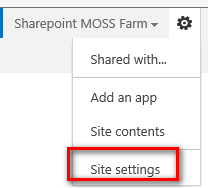 Sharepoint MOSS Farm
Shared with...
Add an app
Site contents
Site settings